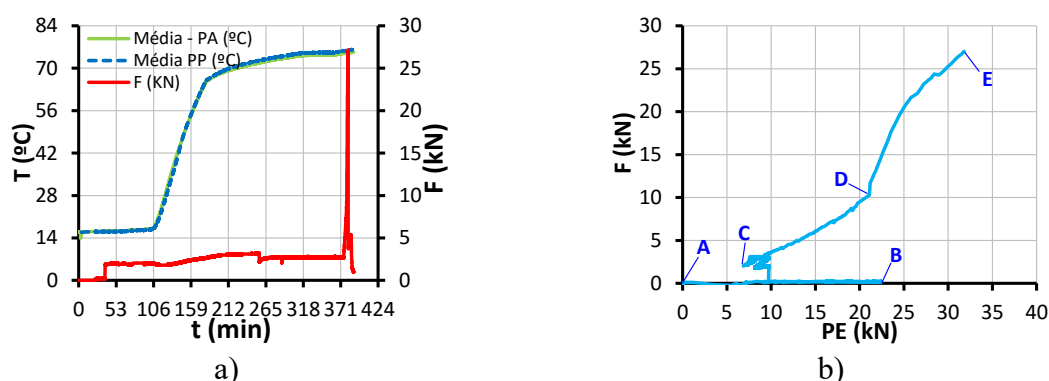 84
70
56
42
28
14
0
T (ºC)
Média - PA (ºC)
Média PP (ºC)
F (KN)
30
25
20
15
10
5
0
F (kN)
0 53 106 159 212 265 318 371 424
t (min)
a)
30
25
20
15
10
5
0
F (kN)
A
B
C
D
E
0 5 10 15 20 25 30 35 40
PE (kN)
b)